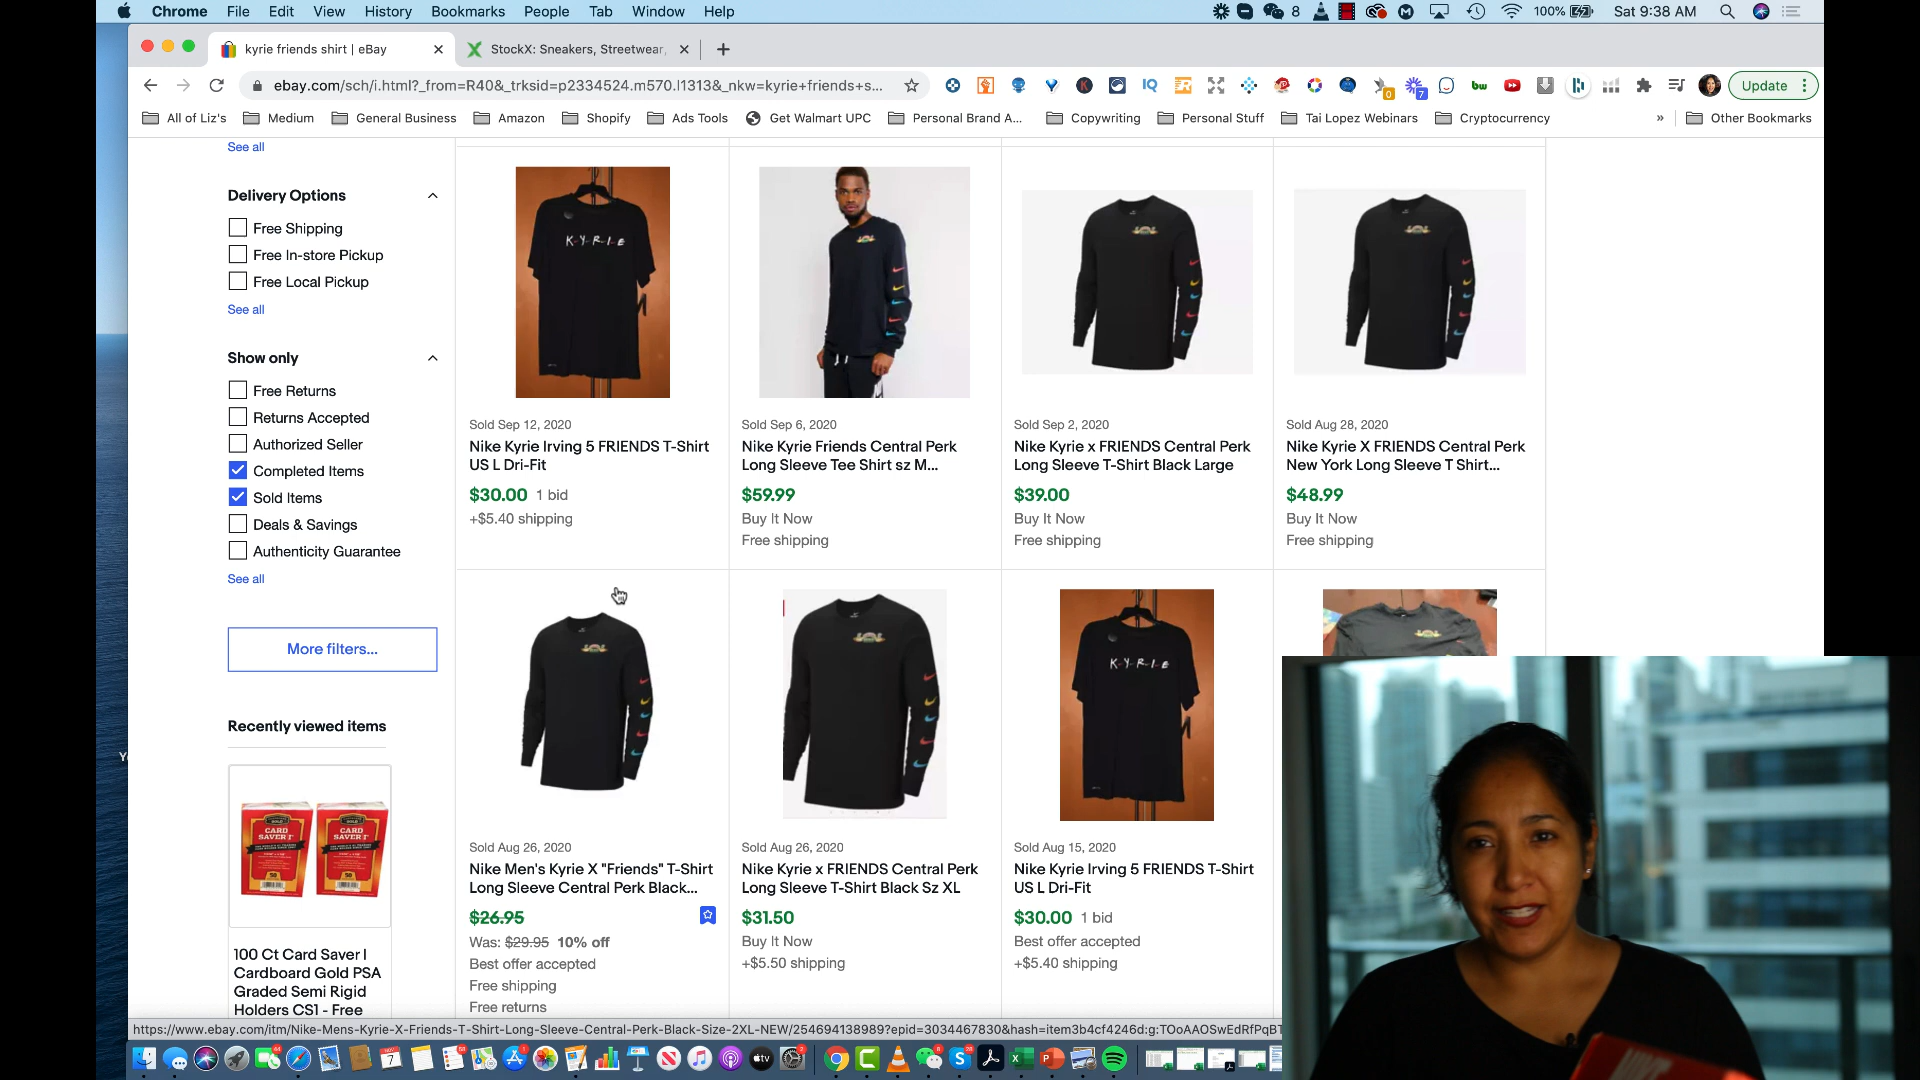 Chrome File Edit View History Bookmarks People Tab Window Help
8 100% Sat 9:38 AM
kyrie friends shirt | eBay
StockX: Sneakers, Streetwear,
ebay.com/sch/i.html?_from=R40&_trksid=p2334524.m570.l1313&_nkw=kyrie+friends+s...
Update
All of Liz's Medium General Business Amazon Shopify Ads Tools Get Walmart UPC Personal Brand A... Copywriting Personal Stuff Tai Lopez Webinars Cryptocurrency » Other Bookmarks
See all
Delivery Options
Free Shipping
Free In-store Pickup
Free Local Pickup
See all
Show only
Free Returns
Returns Accepted
Authorized Seller
Completed Items
Sold Items
Deals & Savings
Authenticity Guarantee
See all
More filters...
Recently viewed items
CARD SAVER I
CARD SAVER I
100 Ct Card Saver I
Cardboard Gold PSA
Graded Semi Rigid
Holders CS1 - Free
KYRIE
Sold Sep 12, 2020
Nike Kyrie Irving 5 FRIENDS T-Shirt
US L Dri-Fit
$30.00 1 bid
+$5.40 shipping
Sold Sep 6, 2020
Nike Kyrie Friends Central Perk
Long Sleeve Tee Shirt sz M...
$59.99
Buy It Now
Free shipping
Sold Sep 2, 2020
Nike Kyrie x FRIENDS Central Perk
Long Sleeve T-Shirt Black Large
$39.00
Buy It Now
Free shipping
Sold Aug 28, 2020
Nike Kyrie X FRIENDS Central Perk
New York Long Sleeve T Shirt...
$48.99
Buy It Now
Free shipping
Sold Aug 26, 2020
Nike Men's Kyrie X "Friends" T-Shirt
Long Sleeve Central Perk Black...
$26.95
Was: $29.95 10% off
Best offer accepted
Free shipping
Free returns
Sold Aug 26, 2020
Nike Kyrie x FRIENDS Central Perk
Long Sleeve T-Shirt Black Sz XL
$31.50
Buy It Now
+$5.50 shipping
KYRIE
Sold Aug 15, 2020
Nike Kyrie Irving 5 FRIENDS T-Shirt
US L Dri-Fit
$30.00 1 bid
Best offer accepted
+$5.40 shipping
https://www.ebay.com/itm/Nike-Mens-Kyrie-X-Friends-T-Shirt-Long-Sleeve-Central-Perk-Black-Size-2XL-NEW/254694138989?epid=3034467830&hash=item3b4cf4246d:g:TOoAAOSwEdRfPqBT